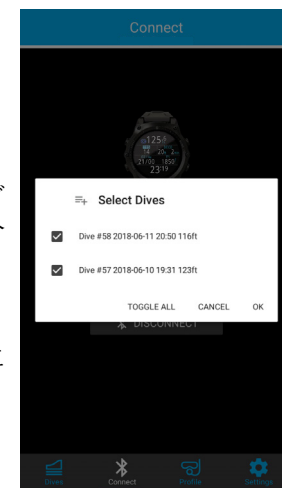 Connect
Select Dives
Dive #58 2018-06-11 20:50 116ft
Dive #57 2018-06-10 19:31 123ft
TOGGLE ALL CANCEL OK
DISCONNECT
Dives Connect Profile Settings